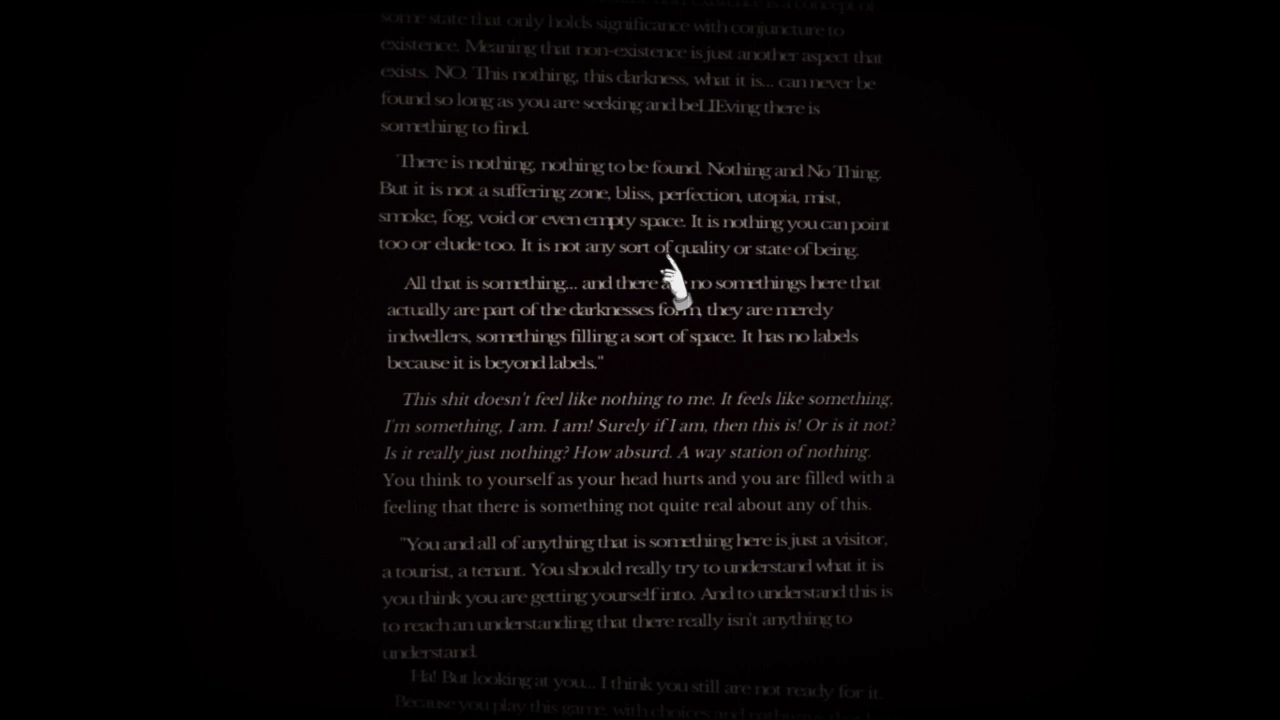 some state that only holds significance with conjuncture to
existence. Meaning that non-existence is just another aspect that
exists. NO. This nothing, this darkness, what it is... can never be
found so long as you are seeking and beLIEving there is
something to find.
There is nothing, nothing to be found. Nothing and No Thing.
But it is not a suffering zone, bliss, perfection, utopia, mist,
smoke, fog, void or even empty space. It is nothing you can point
too or elude too. It is not any sort of quality or state of being.
All that is something... and there no somethings here that
actually are part of the darknesses form, they are merely
indwellers, somethings filling a sort of space. It has no labels
because it is beyond labels."
This shit doesn't feel like nothing to me. It feels like something,
I'm something, I am. I am! Surely if I am, then this is! Or is it not?
Is it really just nothing? How absurd. A way station of nothing.
You think to yourself as your head hurts and you are filled with a
feeling that there is something not quite real about any of this.
"You and all of anything that is something here is just a visitor,
a tourist, a tenant. You should really try to understand what it is
you think you are getting yourself into. And to understand this is
to reach an understanding that there really isn't anything to
understand.
Ha! But looking at you... I think you still are not ready for it.
Because you play this game, with choices and